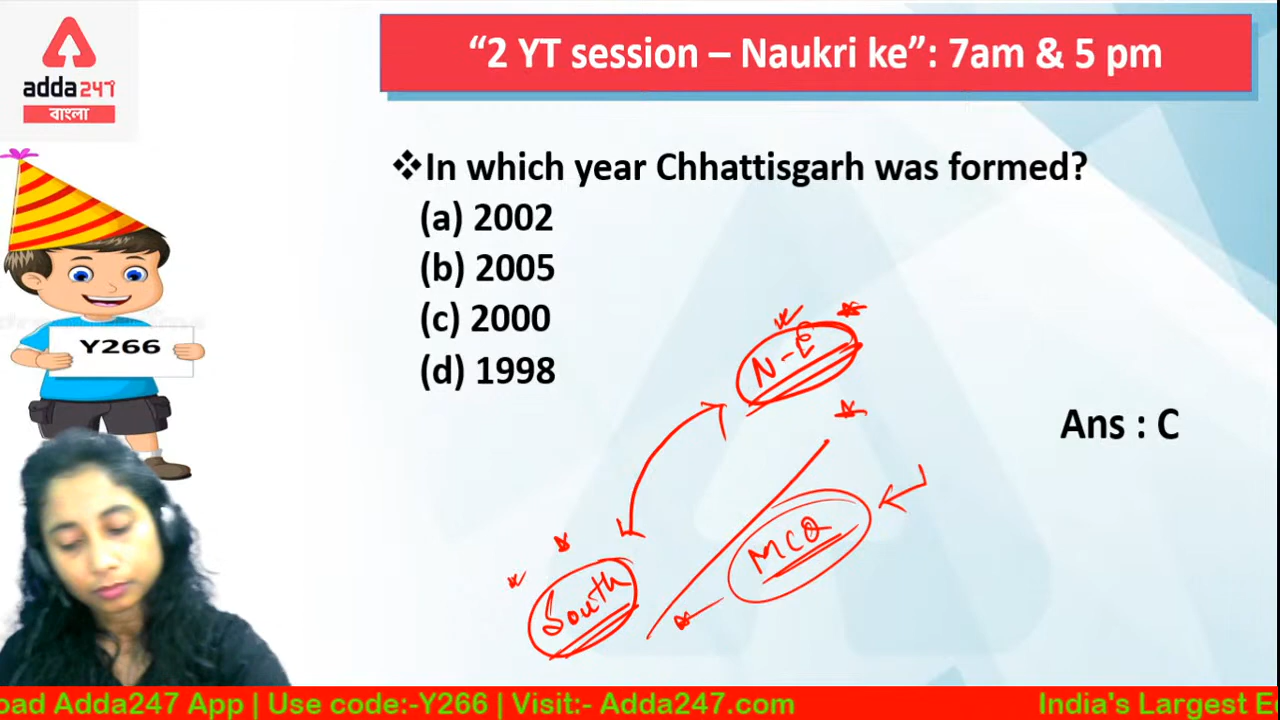 “2 YT session – Naukri ke”: 7am & 5 pm
adda247
বাংলা
❖In which year Chhattisgarh was formed?
(a) 2002
(b) 2005
(c) 2000
(d) 1998
Y266
N-E
Ans : C
MCQ
South
oad Adda247 App | Use code:-Y266 | Visit:- Adda247.com
India's Largest E